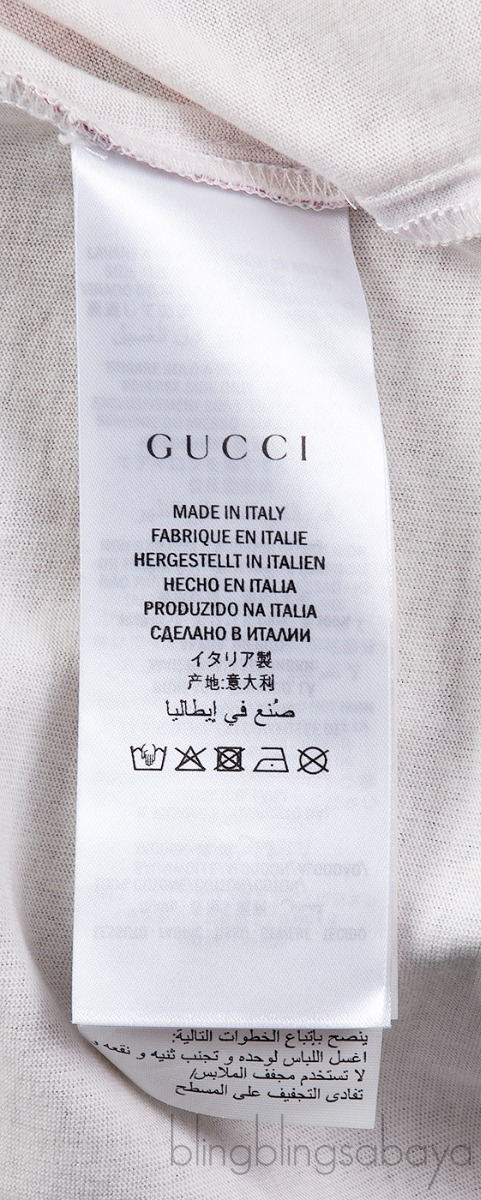 GUCCI
MADE IN ITALY
FABRIQUE EN ITALIE
HERGESTELLT IN ITALIEN
HECHO EN ITALIA
PRODUZIDO NA ITALIA
СДЕЛАНО В ИТАЛИИ
イタリア製
产地:意大利
صُنع في إيطاليا
ينصح بإتباع الخطوات التالية:
اغسل اللباس لوحده و تجنب ثنيه و نقعه و
لا تستخدم مجفف الملابس/
تفادى التجفيف على المسطح
blingblingsabaya